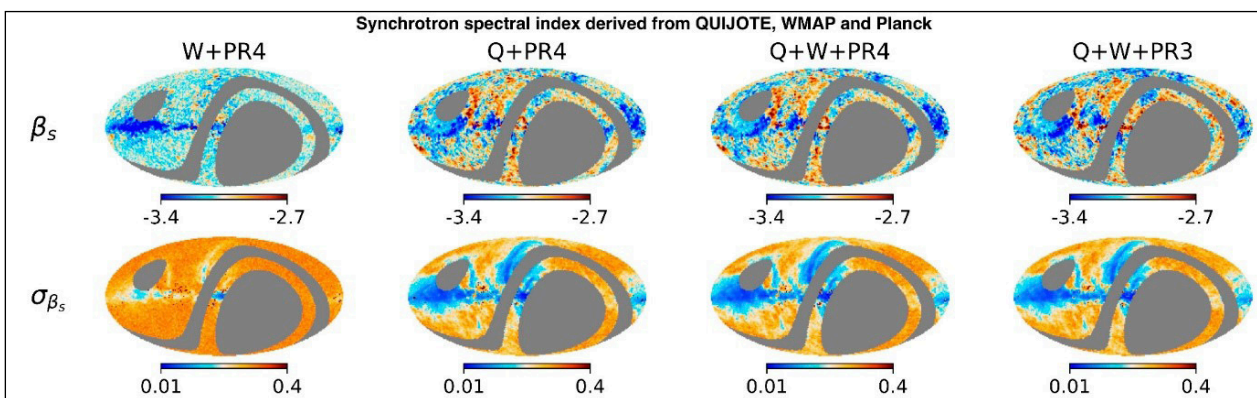 Synchrotron spectral index derived from QUIJOTE, WMAP and Planck
W+PR4 Q+PR4 Q+W+PR4 Q+W+PR3
βs
-3.4 -2.7 -3.4 -2.7 -3.4 -2.7 -3.4 -2.7
σβs
0.01 0.4 0.01 0.4 0.01 0.4 0.01 0.4